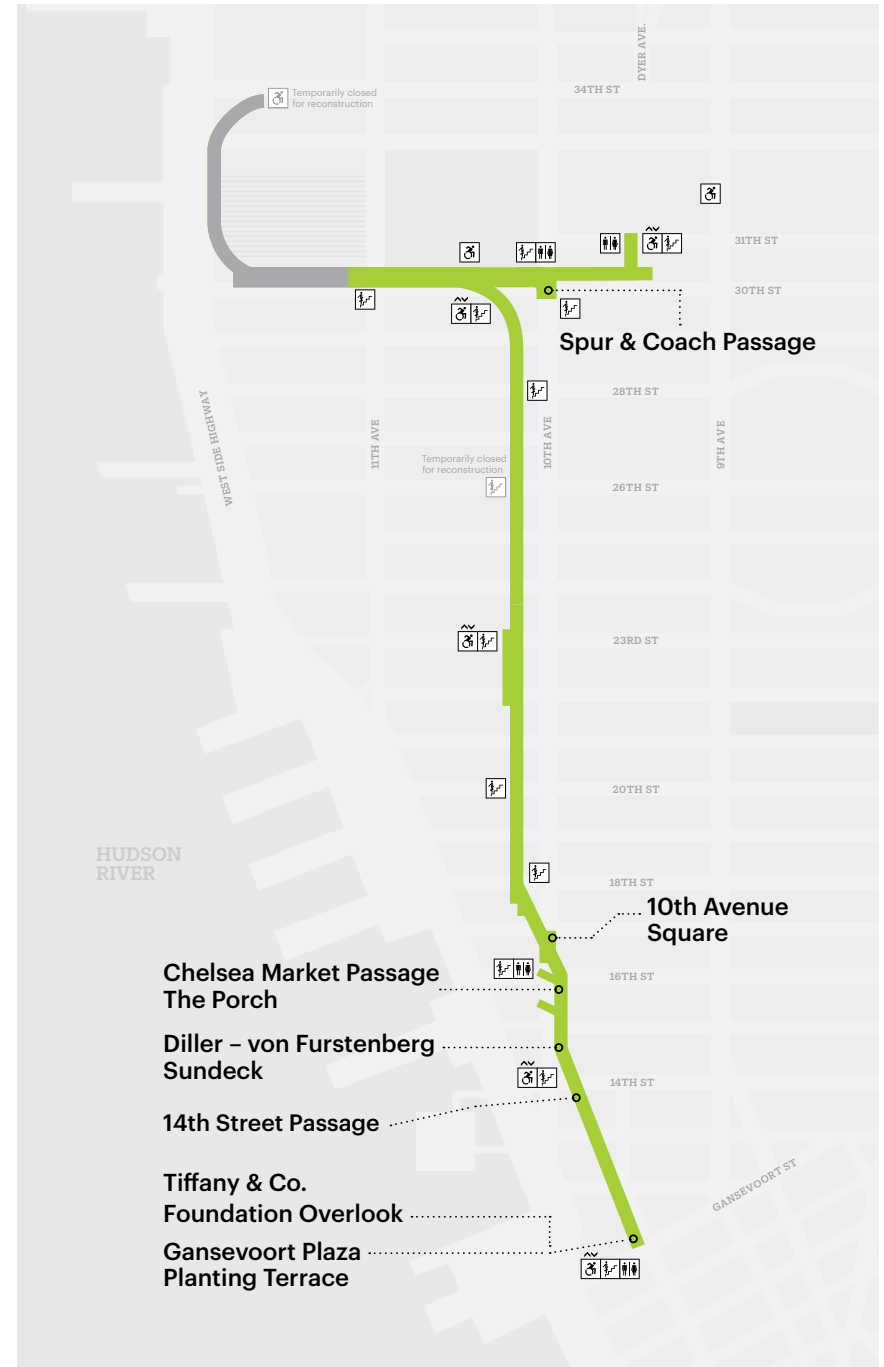 DYER AVE.
34TH ST
Temporarily closed
for reconstruction
31TH ST
30TH ST
Spur & Coach Passage
28TH ST
WEST SIDE HIGHWAY
11TH AVE
10TH AVE
9TH AVE
Temporarily closed
for reconstruction
26TH ST
23RD ST
20TH ST
HUDSON
RIVER
18TH ST
10th Avenue
Square
Chelsea Market Passage
The Porch
16TH ST
Diller – von Furstenberg
Sundeck
14TH ST
14th Street Passage
GANSEVOORT ST
Tiffany & Co.
Foundation Overlook
Gansevoort Plaza
Planting Terrace